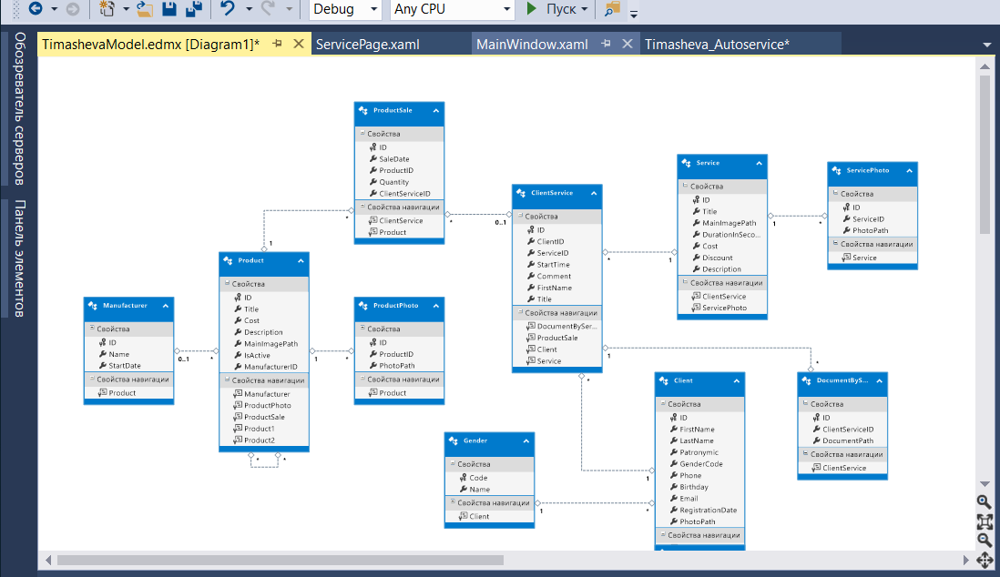 Debug
Any CPU
Пуск
TimashevaModel.edmx [Diagram1]*
ServicePage.xaml
MainWindow.xaml
Timasheva_Autoservice*
Обозреватель серверов
Панель элементов
ProductSale
Свойства
ID
SaleDate
ProductID
Quantity
ClientServiceID
Свойства навигации
ClientService
Product
Service
Свойства
ID
Title
MainImagePath
DurationInSeco...
Cost
Discount
Description
Свойства навигации
ClientService
ServicePhoto
ServicePhoto
Свойства
ID
ServiceID
PhotoPath
Свойства навигации
Service
ClientService
Свойства
ID
ClientID
ServiceID
StartTime
Comment
FirstName
Title
Свойства навигации
DocumentBySer...
ProductSale
Client
Service
Product
Свойства
ID
Title
Cost
Description
MainImagePath
IsActive
ManufacturerID
Свойства навигации
Manufacturer
ProductPhoto
ProductSale
Product1
Product2
Manufacturer
Свойства
ID
Name
StartDate
Свойства навигации
Product
ProductPhoto
Свойства
ID
ProductID
PhotoPath
Свойства навигации
Product
Client
Свойства
ID
FirstName
LastName
Patronymic
GenderCode
Phone
Birthday
Email
RegistrationDate
PhotoPath
Свойства навигации
DocumentByS...
Свойства
ID
ClientServiceID
DocumentPath
Свойства навигации
ClientService
Gender
Свойства
Code
Name
Свойства навигации
Client
*
1
*
0..1
*
1
1
*
0..1
*
1
*
1
*
*
1
1
*
*
*